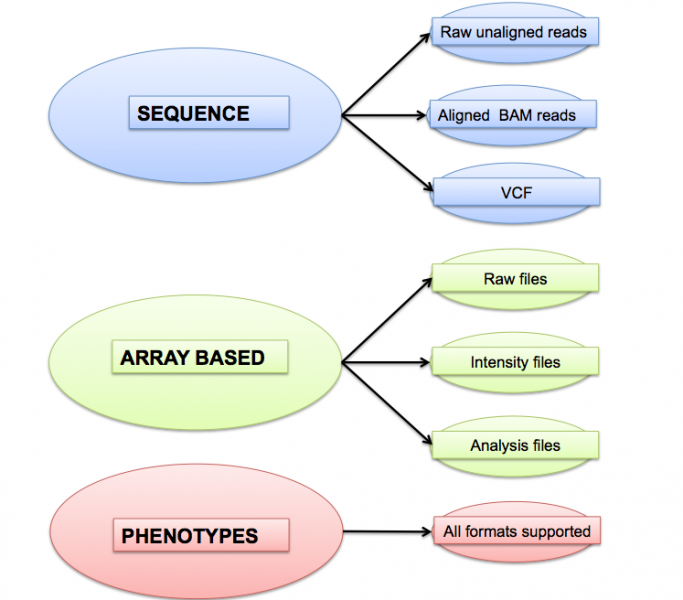 SEQUENCE
Raw unaligned reads
Aligned BAM reads
VCF
ARRAY BASED
Raw files
Intensity files
Analysis files
PHENOTYPES
All formats supported